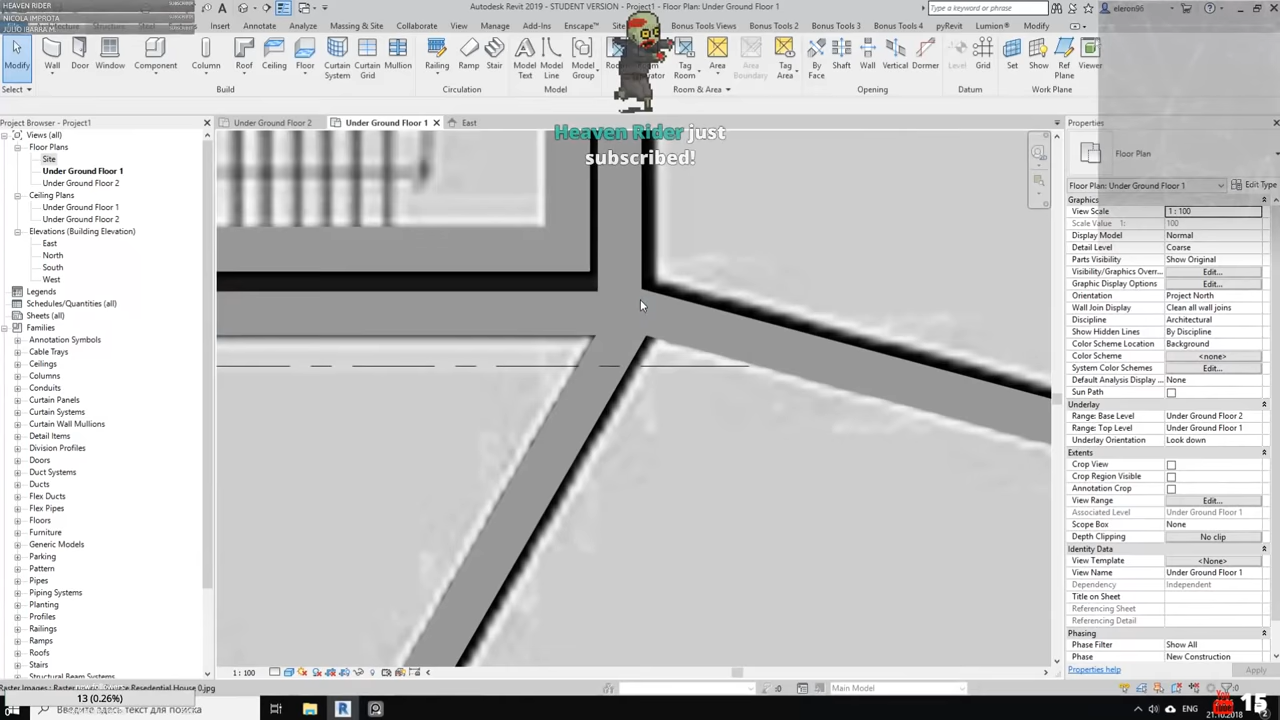 HEAVEN RIDER
NICOLA IMPROTA
JULIO IBARRA M.
Autodesk Revit 2019 - STUDENT VERSION - Project1 - Floor Plan: Under Ground Floor 1
Type a keyword or phrase
eleron96
Annotate Analyze Massing & Site Collaborate Add-Ins Enscape™ Bonus Tools 2 Bonus Tools 3 Bonus Tools 4 pyRevit Lumion® Modify
Modify Wall Door Window Component Column Roof Ceiling Floor Curtain System Curtain Grid Mullion Railing Ramp Stair Model Text Model Line Model Group Tag Room Area Area Boundary Tag Area By Face Shaft Wall Vertical Dormer Level Grid Set Show Ref Plane Viewer
Select Build Circulation Model Room & Area Opening Datum Work Plane
Heaven Rider just
subscribed!
Project Browser - Project1
Under Ground Floor 2 Under Ground Floor 1 East
Views (all)
Floor Plans
Site
Under Ground Floor 1
Under Ground Floor 2
Ceiling Plans
Under Ground Floor 1
Under Ground Floor 2
Elevations (Building Elevation)
East
North
South
West
Legends
Schedules/Quantities (all)
Sheets (all)
Families
Annotation Symbols
Cable Trays
Ceilings
Columns
Conduits
Curtain Panels
Curtain Systems
Curtain Wall Mullions
Detail Items
Division Profiles
Doors
Duct Systems
Ducts
Flex Ducts
Flex Pipes
Floors
Furniture
Generic Models
Parking
Pattern
Pipes
Piping Systems
Planting
Profiles
Railings
Ramps
Roofs
Stairs
Structural Beam Systems
Properties
Floor Plan
Floor Plan: Under Ground Floor 1 Edit Type
Graphics
View Scale 1 : 100
Scale Value 1: 100
Display Model Normal
Detail Level Coarse
Parts Visibility Show Original
Visibility/Graphics Overr... Edit...
Graphic Display Options Edit...
Orientation Project North
Wall Join Display Clean all wall joins
Discipline Architectural
Show Hidden Lines By Discipline
Color Scheme Location Background
Color Scheme <none>
System Color Schemes Edit...
Default Analysis Display ... None
Sun Path
Underlay
Range: Base Level Under Ground Floor 2
Range: Top Level Under Ground Floor 1
Underlay Orientation Look down
Extents
Crop View
Crop Region Visible
Annotation Crop
View Range Edit...
Associated Level Under Ground Floor 1
Scope Box None
Depth Clipping No clip
Identity Data
View Template <None>
View Name Under Ground Floor 1
Dependency Independent
Title on Sheet
Referencing Sheet
Referencing Detail
Phasing
Phase Filter Show All
Phase New Construction
Properties help Apply
1 : 100
13 (0.26%)
:0 Main Model :0
Введите здесь текст для поиска
ENG
21.10.2018
15